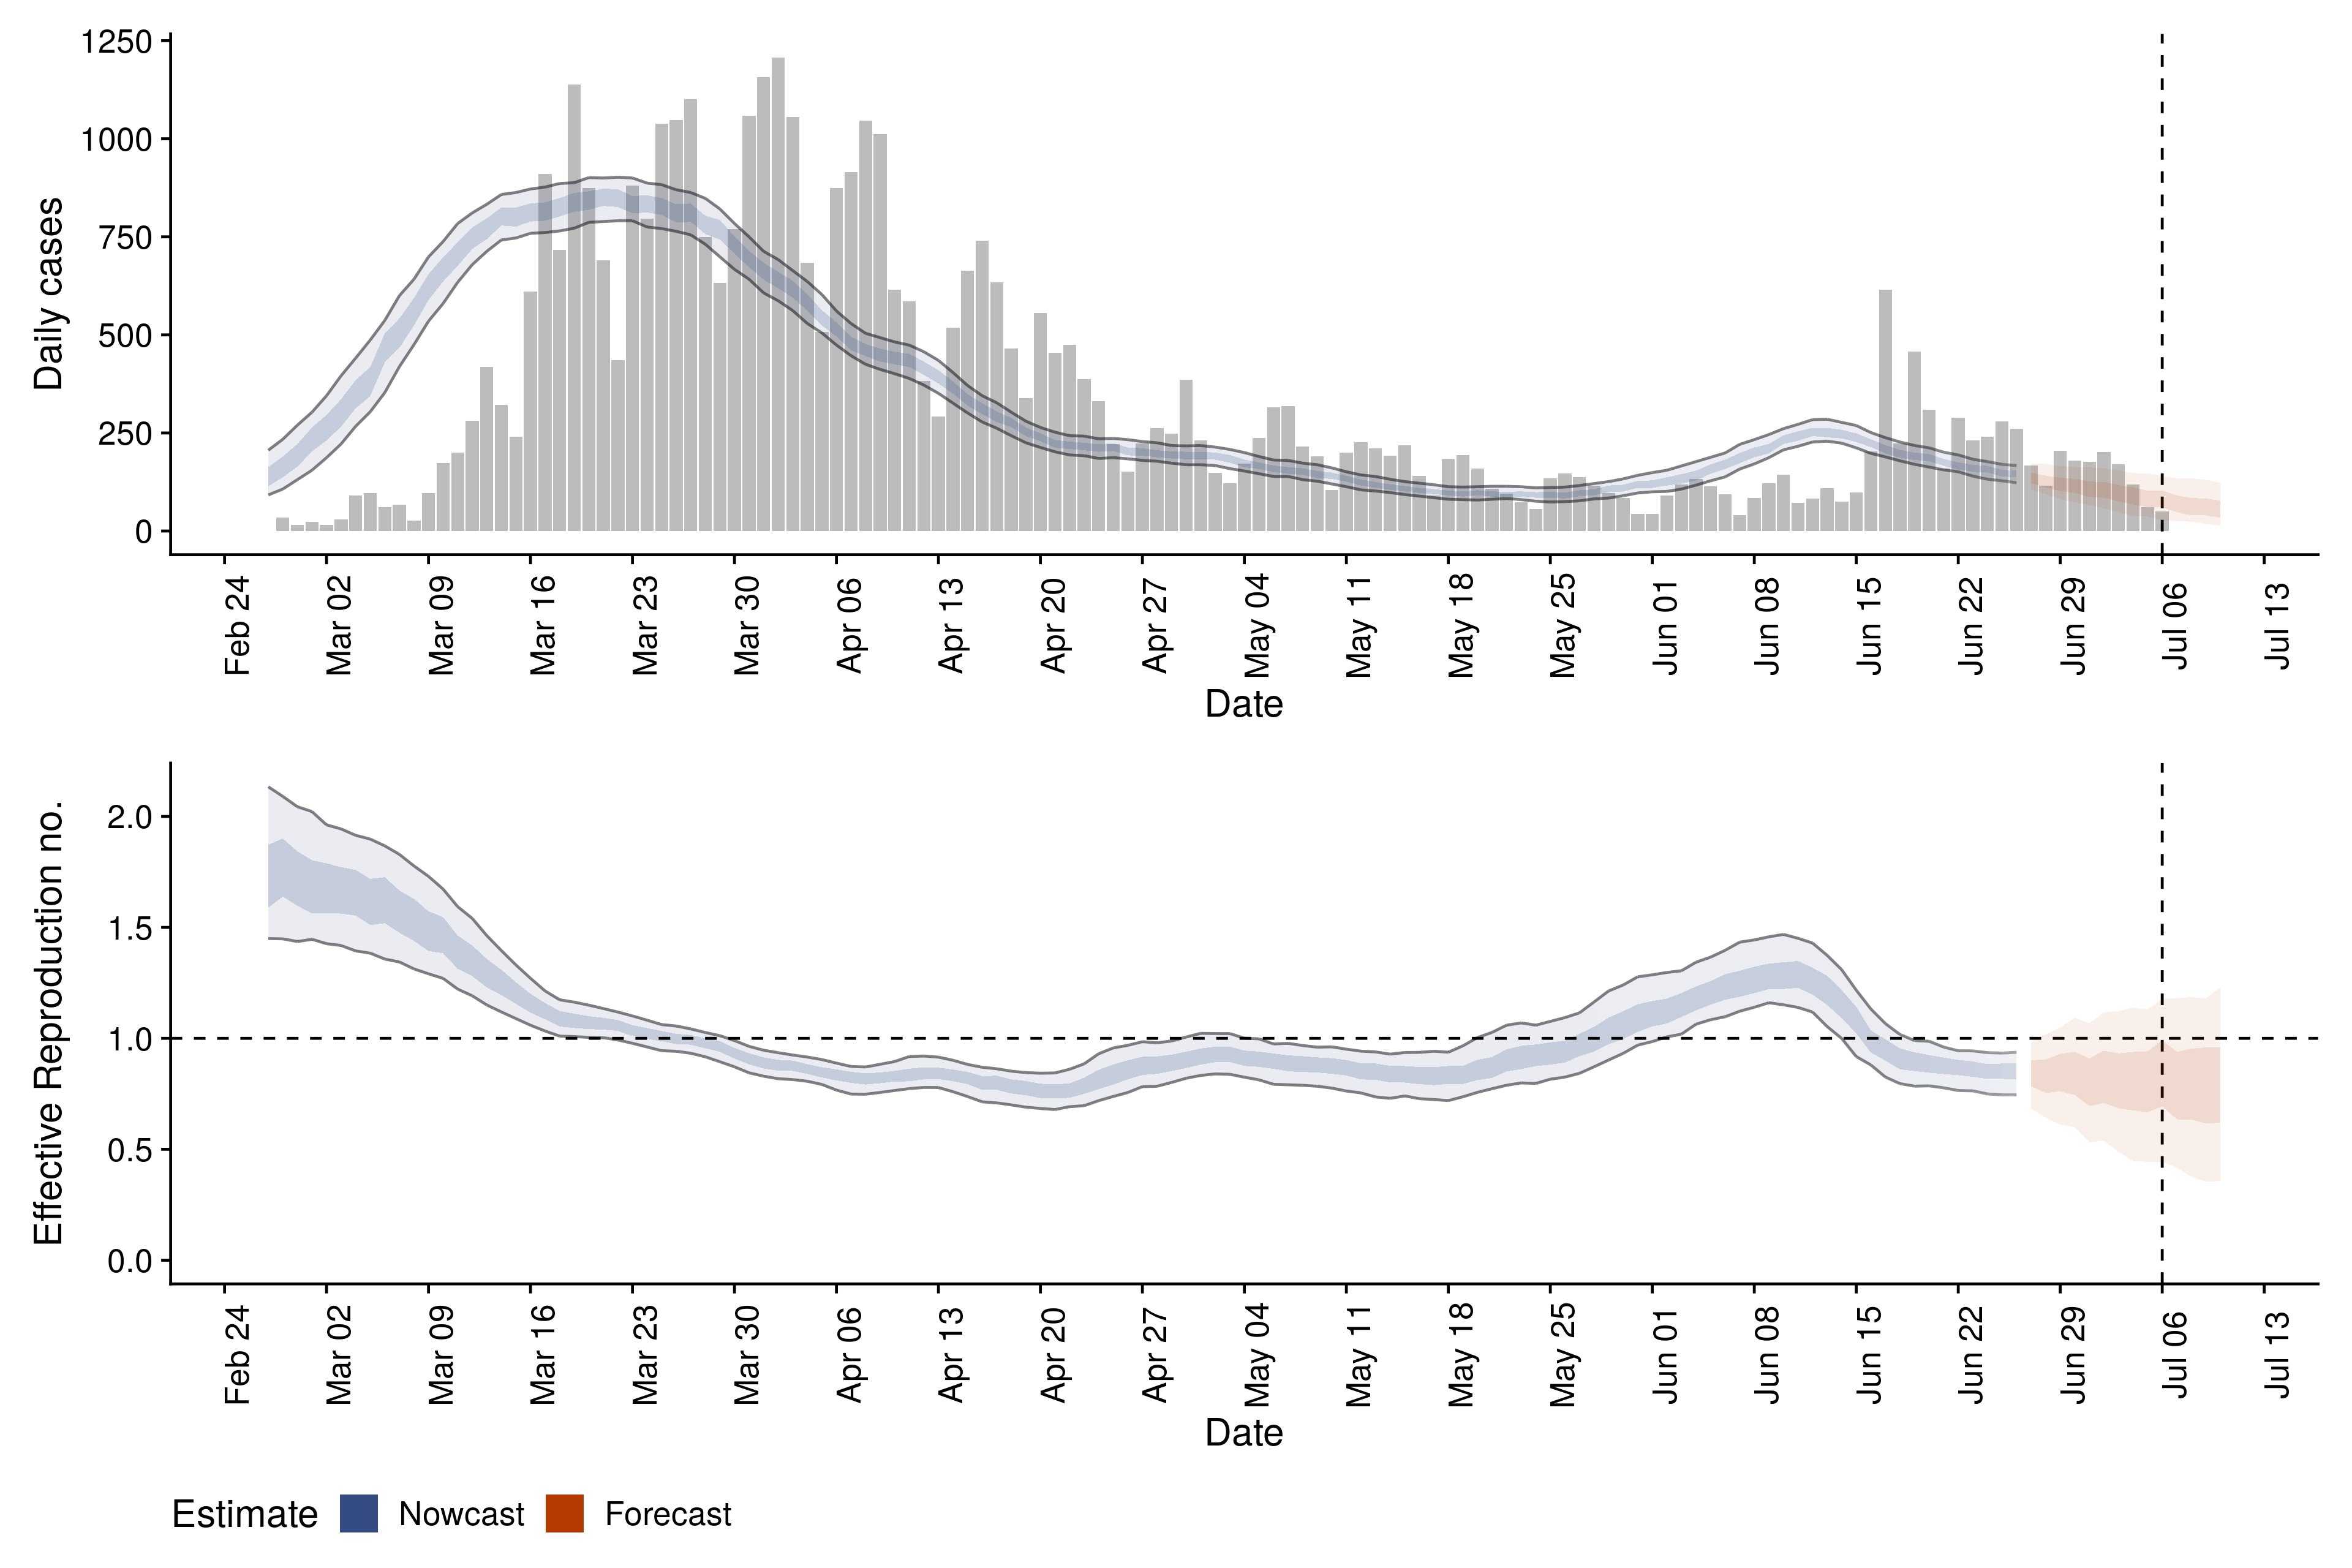 1250
1000
750
500
250
0
Daily cases
Feb 24
Mar 02
Mar 09
Mar 16
Mar 23
Mar 30
Apr 06
Apr 13
Apr 20
Apr 27
May 04
May 11
May 18
May 25
Jun 01
Jun 08
Jun 15
Jun 22
Jun 29
Jul 06
Jul 13
Date
2.0
1.5
1.0
0.5
0.0
Effective Reproduction no.
Feb 24
Mar 02
Mar 09
Mar 16
Mar 23
Mar 30
Apr 06
Apr 13
Apr 20
Apr 27
May 04
May 11
May 18
May 25
Jun 01
Jun 08
Jun 15
Jun 22
Jun 29
Jul 06
Jul 13
Date
Estimate Nowcast Forecast